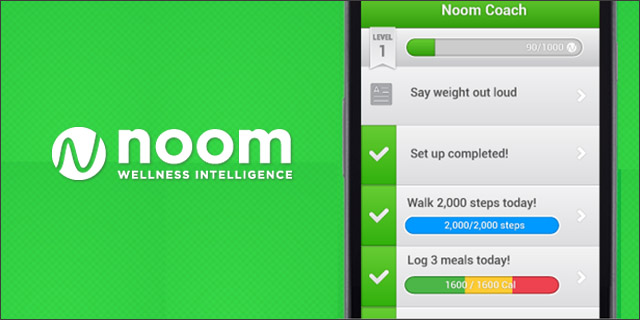 noom
WELLNESS INTELLIGENCE
Noom Coach
LEVEL
1
90/1000
Say weight out loud
Set up completed!
Walk 2,000 steps today!
2,000/2,000 steps
Log 3 meals today!
1600 / 1600 Cal